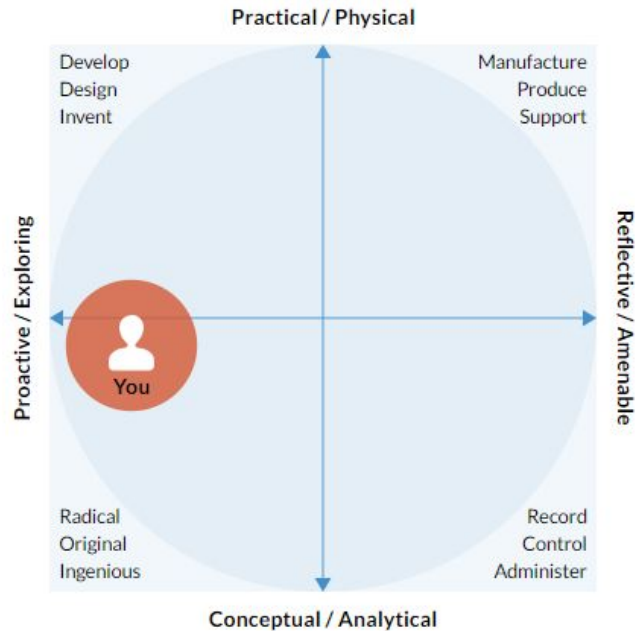 Practical / Physical
Develop
Design
Invent
Manufacture
Produce
Support
Proactive / Exploring
Reflective / Amenable
You
Radical
Original
Ingenious
Record
Control
Administer
Conceptual / Analytical